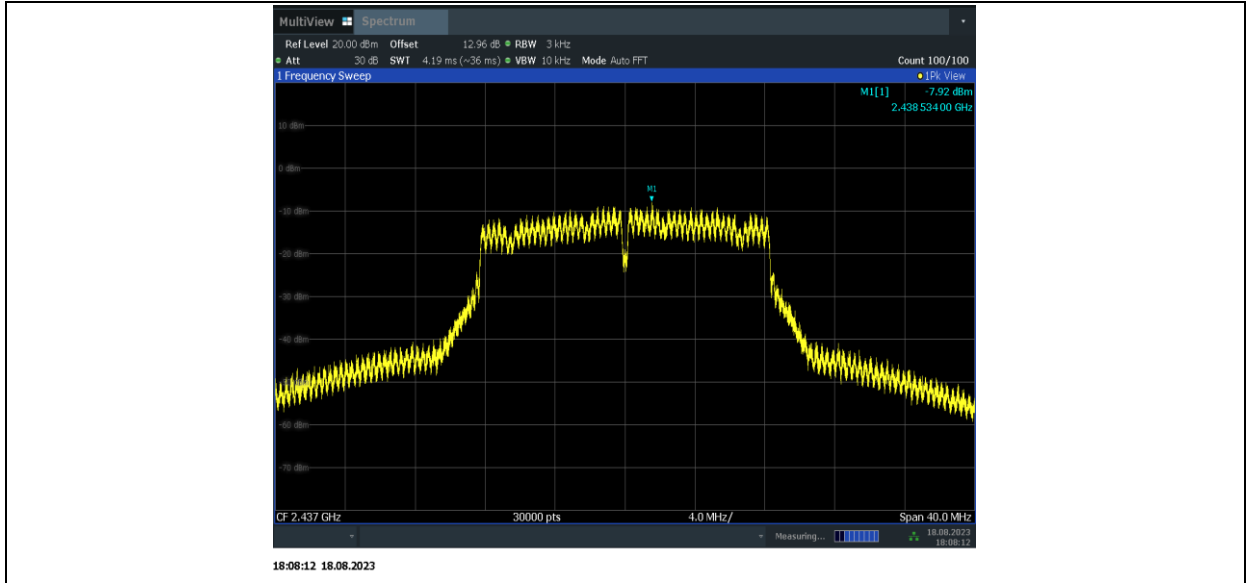 MultiView Spectrum
Ref Level 20.00 dBm Offset 12.96 dB RBW 3 kHz
Att 30 dB SWT 4.19 ms (~36 ms) VBW 10 kHz Mode Auto FFT Count 100/100
1 Frequency Sweep 1Pk View
M1[1] -7.92 dBm
2.438 534 00 GHz
10 dBm
0 dBm
M1
-10 dBm
-20 dBm
-30 dBm
-40 dBm
-60 dBm
-70 dBm
CF 2.437 GHz 30000 pts 4.0 MHz/ Span 40.0 MHz
Measuring... 18.08.2023
18:08:12
18:08:12 18.08.2023